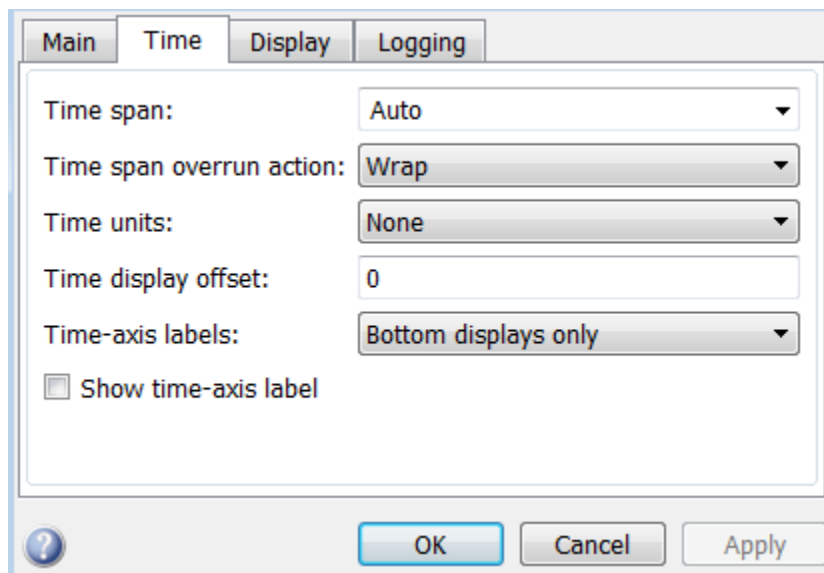 Main Time Display Logging
Time span: Auto
Time span overrun action: Wrap
Time units: None
Time display offset: 0
Time-axis labels: Bottom displays only
Show time-axis label
? OK Cancel Apply